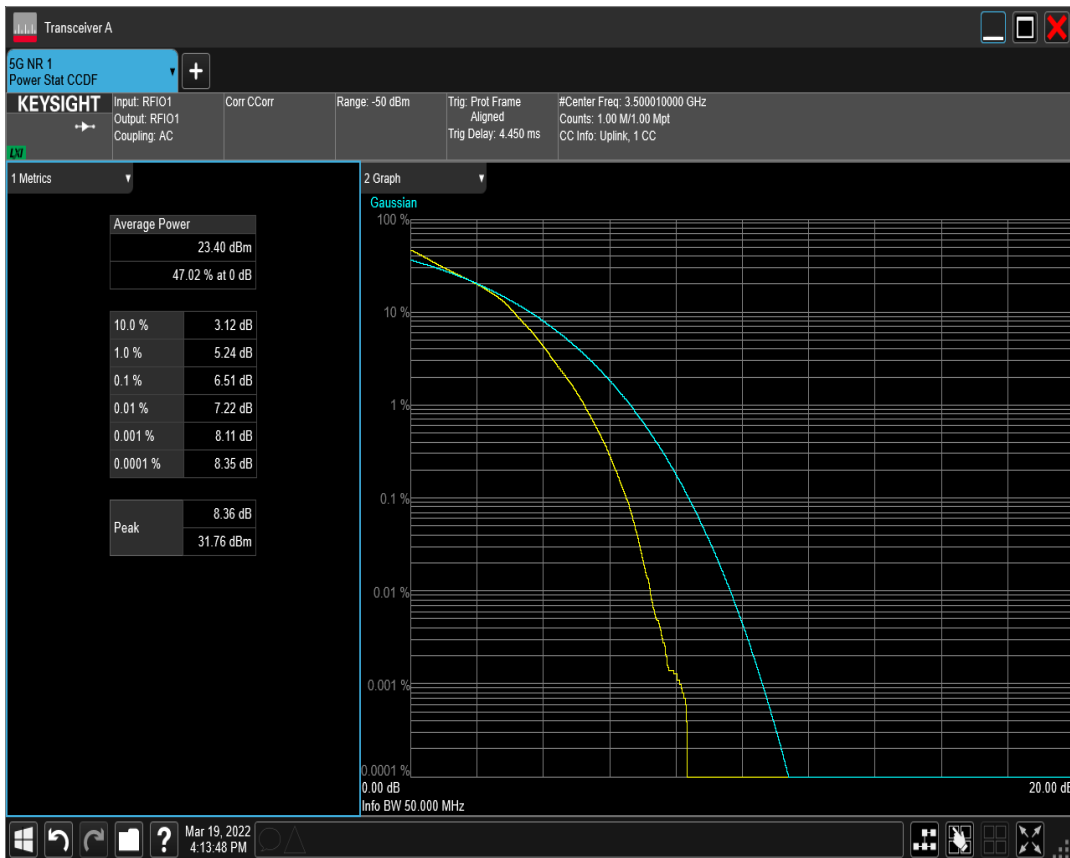 Transceiver A
5G NR 1
Power Stat CCDF
KEYSIGHT
LXI
Input: RFIO1
Output: RFIO1
Coupling: AC
Corr CCorr
Range: -50 dBm
Trig: Prot Frame
Aligned
Trig Delay: 4.450 ms
#Center Freq: 3.500010000 GHz
Counts: 1.00 M/1.00 Mpt
CC Info: Uplink, 1 CC
1 Metrics
Average Power
23.40 dBm
47.02 % at 0 dB
10.0 % 3.12 dB
1.0 % 5.24 dB
0.1 % 6.51 dB
0.01 % 7.22 dB
0.001 % 8.11 dB
0.0001 % 8.35 dB
Peak
8.36 dB
31.76 dBm
2 Graph
Gaussian
100 %
10 %
1 %
0.1 %
0.01 %
0.001 %
0.0001 %
0.00 dB 20.00 dB
Info BW 50.000 MHz
Mar 19, 2022
4:13:48 PM